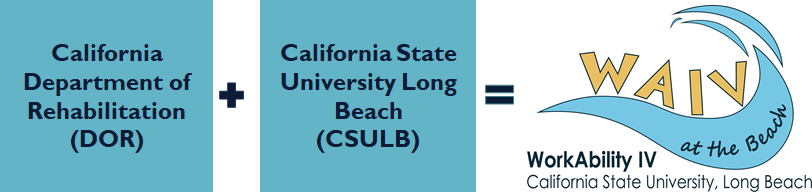 California
Department of
Rehabilitation
(DOR)
+
California State
University Long
Beach
(CSULB)
=
WAIV
at the Beach
WorkAbility IV
California State University, Long Beach